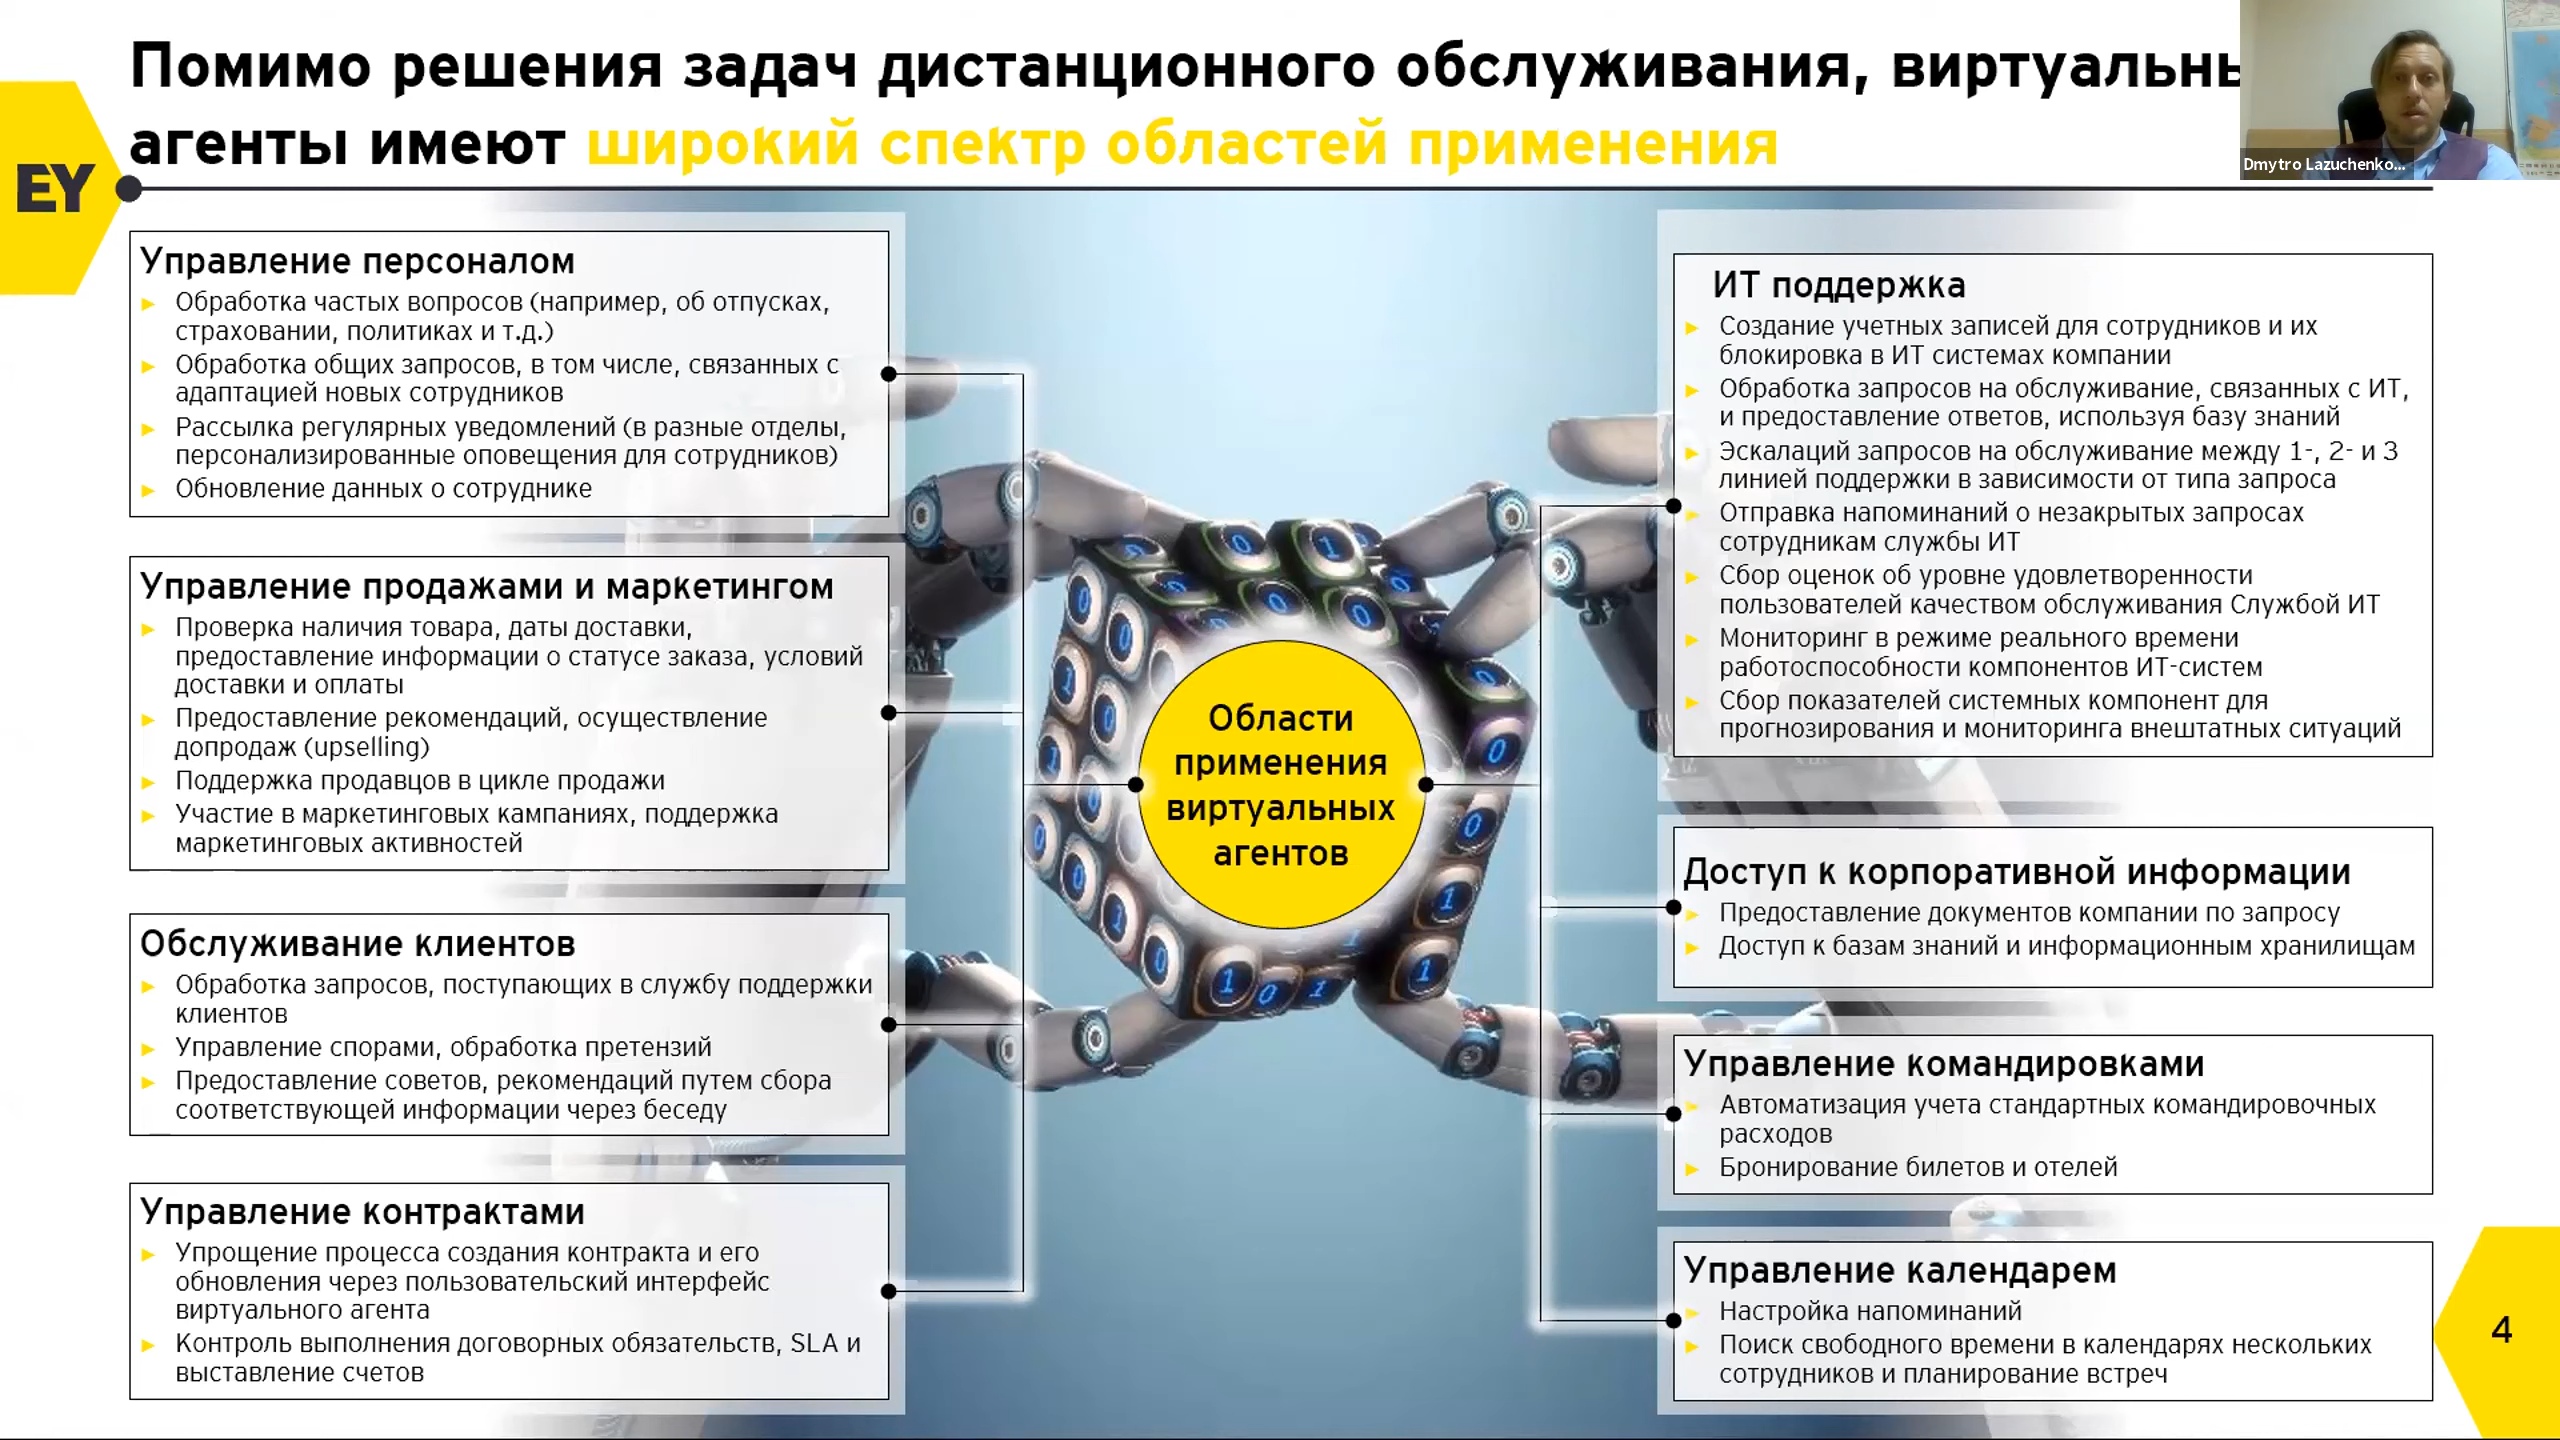 Помимо решения задач дистанционного обслуживания, виртуальны
агенты имеют широкий спектр областей применения
Dmytro Lazuchenko...
EY
Управление персоналом
Обработка частых вопросов (например, об отпусках,
страховании, политиках и т.д.)
Обработка общих запросов, в том числе, связанных с
адаптацией новых сотрудников
Рассылка регулярных уведомлений (в разные отделы,
персонализированные оповещения для сотрудников)
Обновление данных о сотруднике
Управление продажами и маркетингом
Проверка наличия товара, даты доставки,
предоставление информации о статусе заказа, условий
доставки и оплаты
Предоставление рекомендаций, осуществление
допродаж (upselling)
Поддержка продавцов в цикле продажи
Участие в маркетинговых кампаниях, поддержка
маркетинговых активностей
Обслуживание клиентов
Обработка запросов, поступающих в службу поддержки
клиентов
Управление спорами, обработка претензий
Предоставление советов, рекомендаций путем сбора
соответствующей информации через беседу
Управление контрактами
Упрощение процесса создания контракта и его
обновления через пользовательский интерфейс
виртуального агента
Контроль выполнения договорных обязательств, SLA и
выставление счетов
Области
применения
виртуальных
агентов
ИТ поддержка
Создание учетных записей для сотрудников и их
блокировка в ИТ системах компании
Обработка запросов на обслуживание, связанных с ИТ,
и предоставление ответов, используя базу знаний
Эскалаций запросов на обслуживание между 1-, 2- и 3
линией поддержки в зависимости от типа запроса
Отправка напоминаний о незакрытых запросах
сотрудникам службы ИТ
Сбор оценок об уровне удовлетворенности
пользователей качеством обслуживания Службой ИТ
Мониторинг в режиме реального времени
работоспособности компонентов ИТ-систем
Сбор показателей системных компонент для
прогнозирования и мониторинга внештатных ситуаций
Доступ к корпоративной информации
Предоставление документов компании по запросу
Доступ к базам знаний и информационным хранилищам
Управление командировками
Автоматизация учета стандартных командировочных
расходов
Бронирование билетов и отелей
Управление календарем
Настройка напоминаний
Поиск свободного времени в календарях нескольких
сотрудников и планирование встреч
4